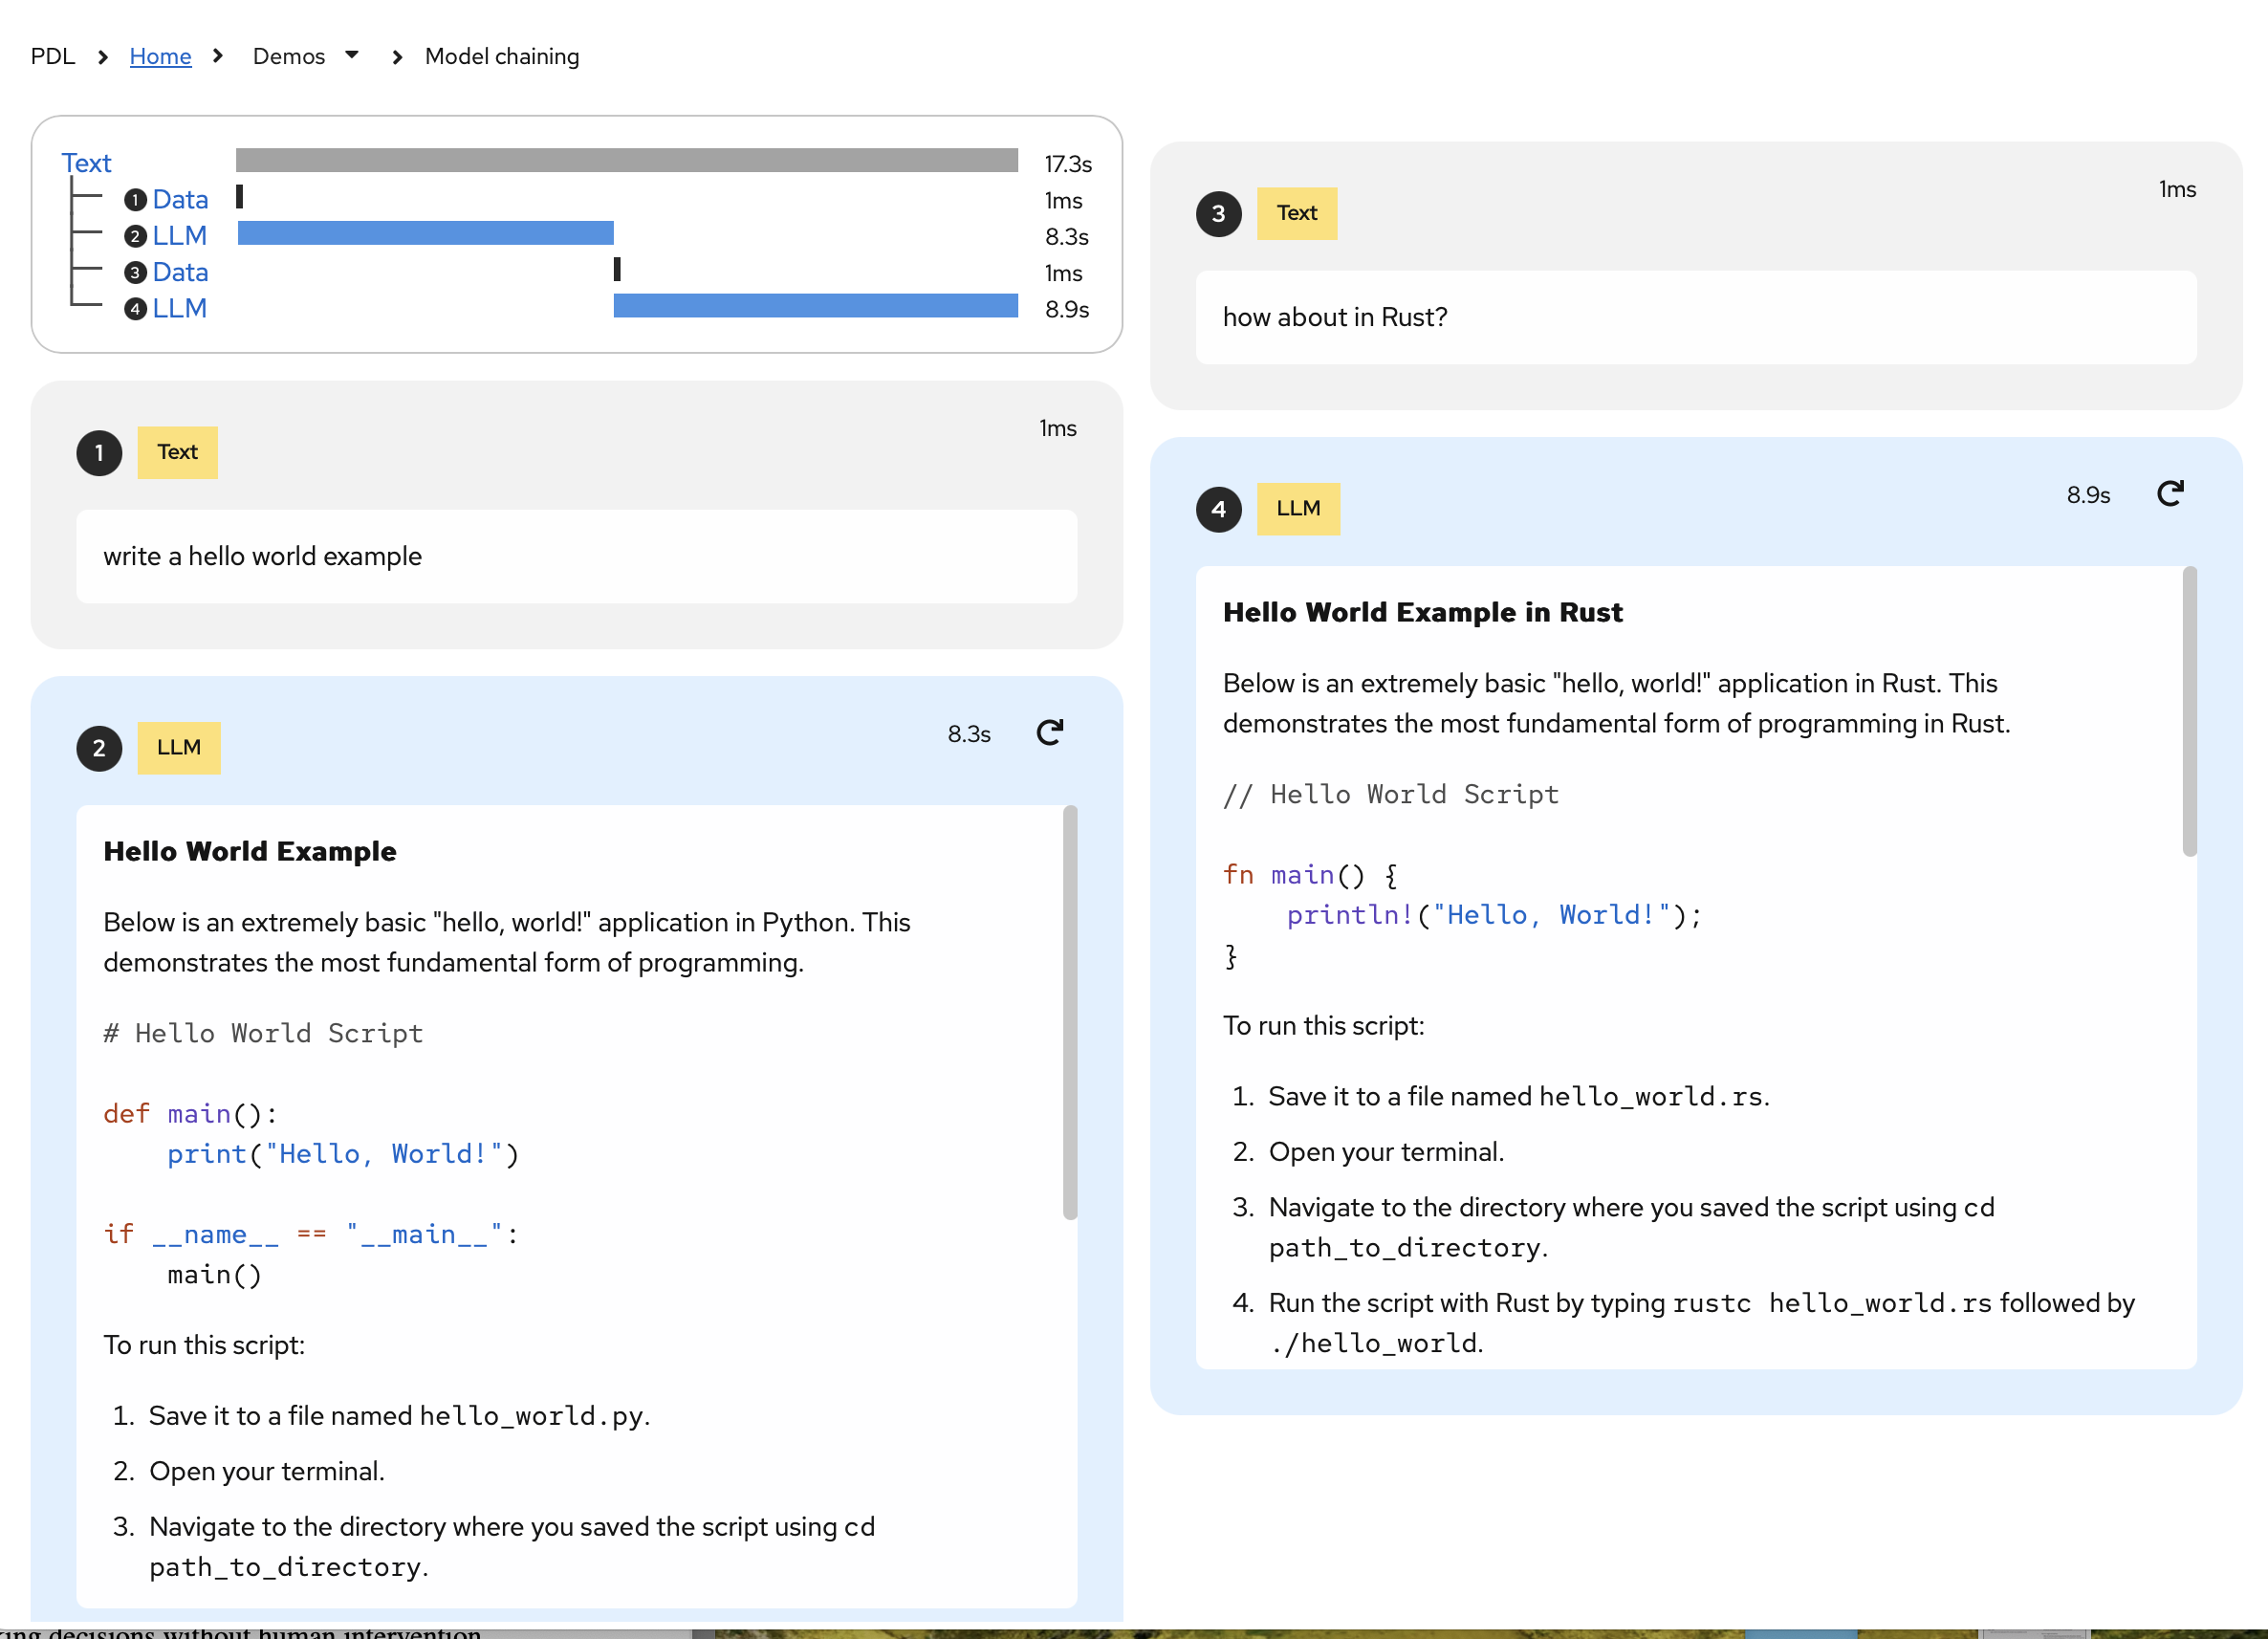 PDL > Home > Demos > Model chaining
Text 17.3s
1 Data 1ms
2 LLM 8.3s
3 Data 1ms
4 LLM 8.9s
1 Text 1ms
write a hello world example
2 LLM 8.3s
Hello World Example
Below is an extremely basic "hello, world!" application in Python. This
demonstrates the most fundamental form of programming.
# Hello World Script
def main():
    print("Hello, World!")
if __name__ == "__main__":
    main()
To run this script:
1. Save it to a file named hello_world.py.
2. Open your terminal.
3. Navigate to the directory where you saved the script using cd
path_to_directory.
3 Text 1ms
how about in Rust?
4 LLM 8.9s
Hello World Example in Rust
Below is an extremely basic "hello, world!" application in Rust. This
demonstrates the most fundamental form of programming in Rust.
// Hello World Script
fn main() {
    println!("Hello, World!");
}
To run this script:
1. Save it to a file named hello_world.rs.
2. Open your terminal.
3. Navigate to the directory where you saved the script using cd
path_to_directory.
4. Run the script with Rust by typing rustc hello_world.rs followed by
./hello_world.
decisions without human intervention